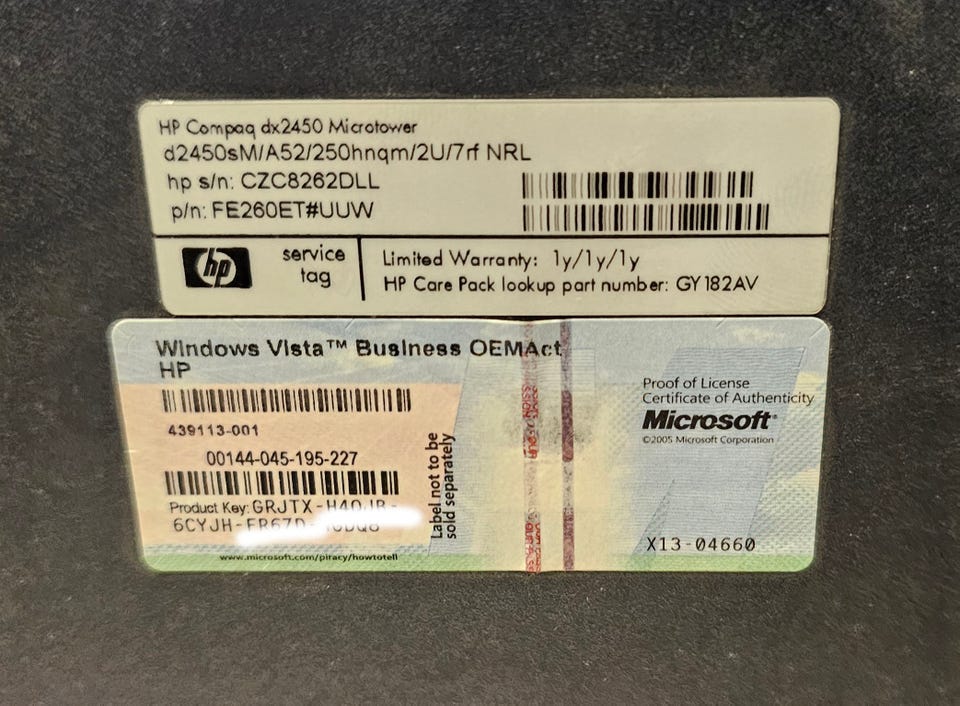 HP Compaq dx2450 Microtower
d2450sM/A52/250hnqm/2U/7rf NRL
hp s/n: CZC8262DLL
p/n: FE260ET#UUW
hp
service
tag
Limited Warranty: 1y/1y/1y
HP Care Pack lookup part number: GY182AV
Windows Vista™ Business OEMAct
HP
439113-001
00144-045-195-227
Product Key: GRJTX-
6CYJH-
www.microsoft.com/piracy/howtotell
Label not to be
sold separately
Proof of License
Certificate of Authenticity
Microsoft®
©2005 Microsoft Corporation
X13-04660